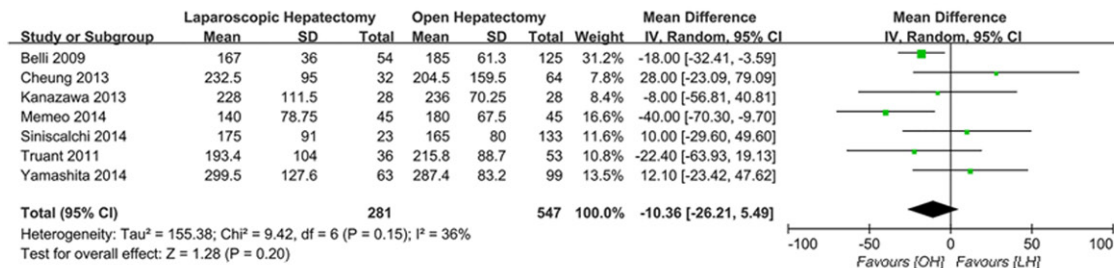 Laparoscopic Hepatectomy Open Hepatectomy Mean Difference Mean Difference
Study or Subgroup Mean SD Total Mean SD Total Weight IV, Random, 95% CI IV, Random, 95% CI
Belli 2009 167 36 54 185 61.3 125 31.2% -18.00 [-32.41, -3.59]
Cheung 2013 232.5 95 32 204.5 159.5 64 7.8% 28.00 [-23.09, 79.09]
Kanazawa 2013 228 111.5 28 236 70.25 28 8.4% -8.00 [-56.81, 40.81]
Memeo 2014 140 78.75 45 180 67.5 45 16.6% -40.00 [-70.30, -9.70]
Siniscalchi 2014 175 91 23 165 80 133 11.6% 10.00 [-29.60, 49.60]
Truant 2011 193.4 104 36 215.8 88.7 53 10.8% -22.40 [-63.93, 19.13]
Yamashita 2014 299.5 127.6 63 287.4 83.2 99 13.5% 12.10 [-23.42, 47.62]
Total (95% CI) 281 547 100.0% -10.36 [-26.21, 5.49]
Heterogeneity: Tau² = 155.38; Chi² = 9.42, df = 6 (P = 0.15); I² = 36%
Test for overall effect: Z = 1.28 (P = 0.20)
-100 -50 0 50 100
Favours [OH] Favours [LH]